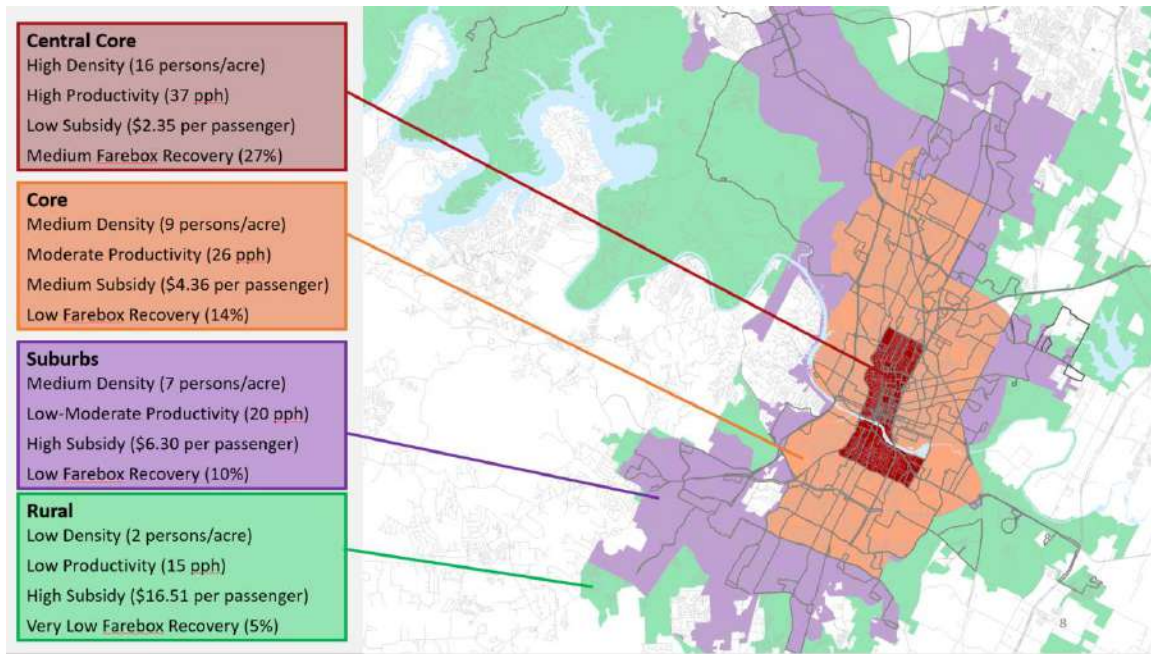 Central Core
High Density (16 persons/acre)
High Productivity (37 pph)
Low Subsidy ($2.35 per passenger)
Medium Farebox Recovery (27%)
Core
Medium Density (9 persons/acre)
Moderate Productivity (26 pph)
Medium Subsidy ($4.36 per passenger)
Low Farebox Recovery (14%)
Suburbs
Medium Density (7 persons/acre)
Low-Moderate Productivity (20 pph)
High Subsidy ($6.30 per passenger)
Low Farebox Recovery (10%)
Rural
Low Density (2 persons/acre)
Low Productivity (15 pph)
High Subsidy ($16.51 per passenger)
Very Low Farebox Recovery (5%)
8
8